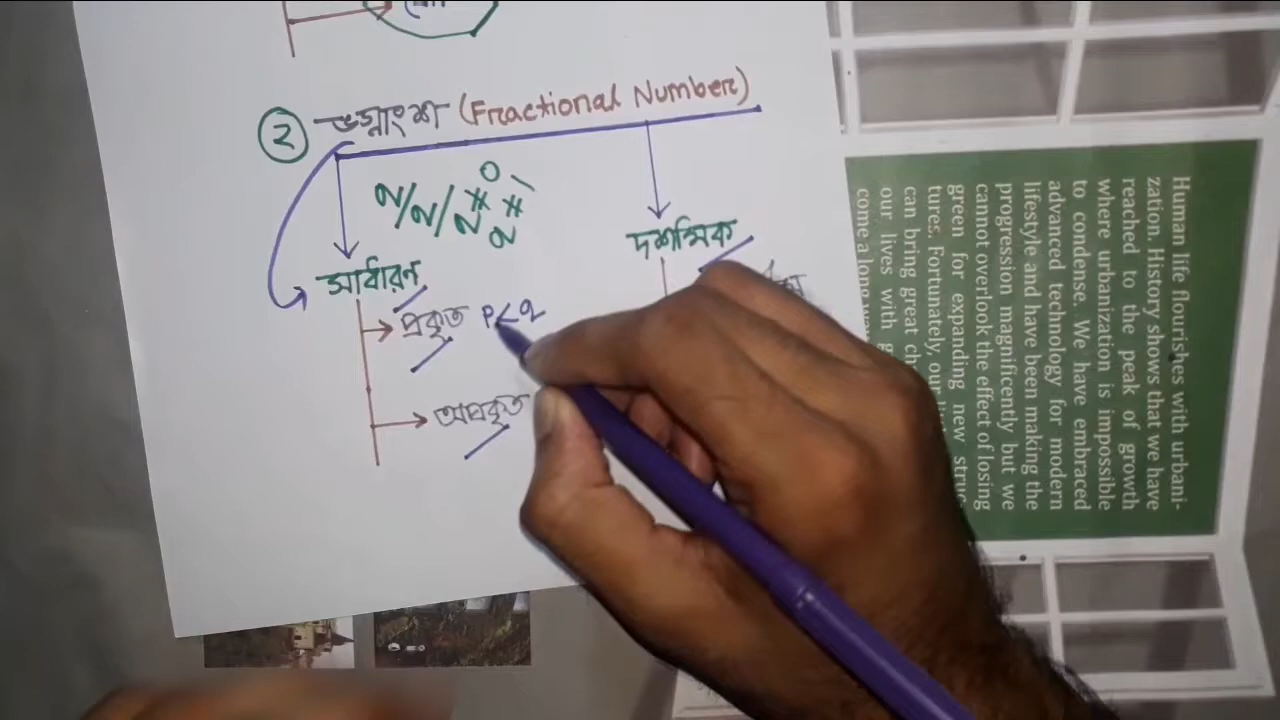 ২ ভগ্নাংশ (Fractional Number)
সাধারণ
দশমিক
প্রকৃত P<q
অপ্রকৃত
Human life flourishes with urbani-
zation. History shows that we have
reached to the peak of growth
where urbanization is impossible
to condense. We have embraced
advanced technology for modern
lifestyle and have been making the
progression magnificently but we
cannot overlook the effect of losing
green for expanding new struc-
tures. Fortunately, our
can bring great
our lives with
come a long